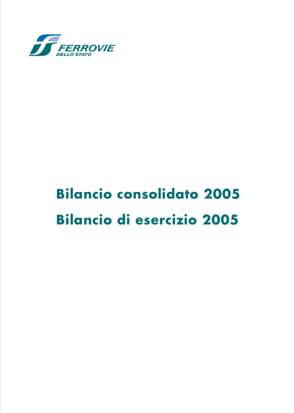 FERROVIE
DELLO STATO
Bilancio consolidato 2005
Bilancio di esercizio 2005